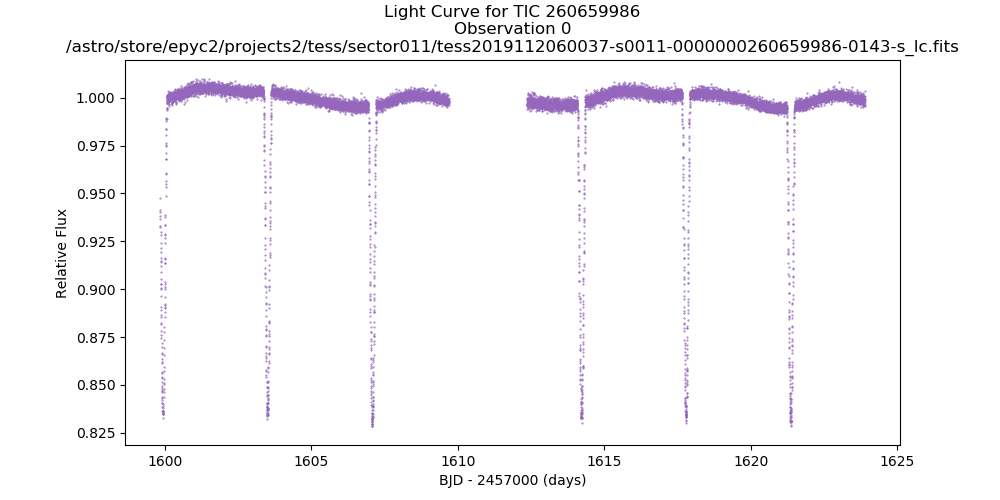 Light Curve for TIC 260659986
Observation 0
/astro/store/epyc2/projects2/tess/sector011/tess2019112060037-s0011-0000000260659986-0143-s_lc.fits
1.000
0.975
0.950
0.925
0.900
0.875
0.850
0.825
Relative Flux
1600
1605
1610
1615
1620
1625
BJD - 2457000 (days)